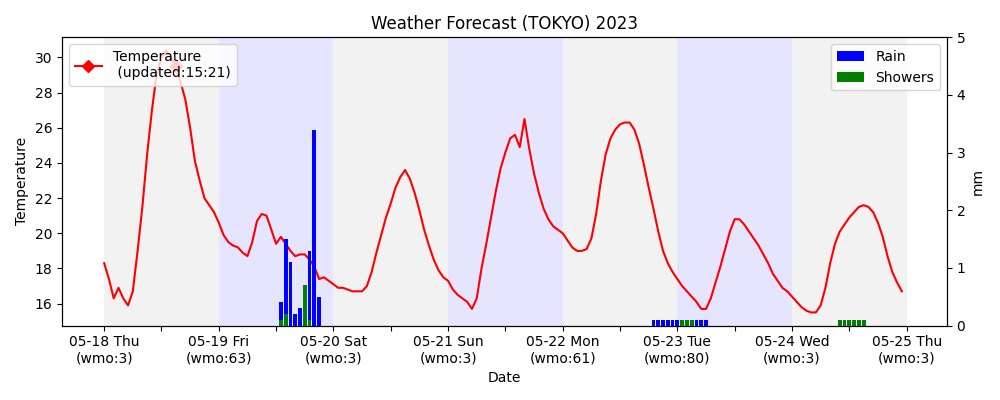 Weather Forecast (TOKYO) 2023
Temperature
(updated:15:21)
Rain
Showers
30
28
26
24
22
20
18
16
Temperature
5
4
3
2
1
0
mm
05-18 Thu
(wmo:3)
05-19 Fri
(wmo:63)
05-20 Sat
(wmo:3)
05-21 Sun
(wmo:3)
05-22 Mon
(wmo:61)
05-23 Tue
(wmo:80)
05-24 Wed
(wmo:3)
05-25 Thu
(wmo:3)
Date